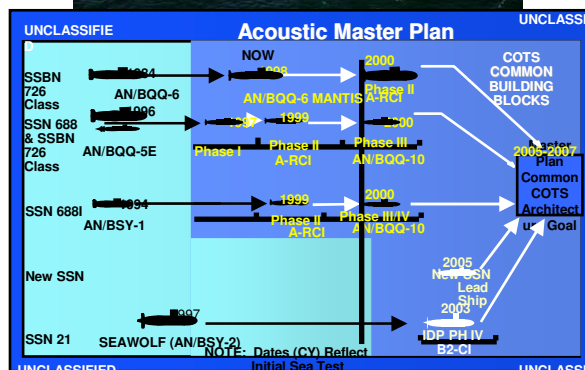 UNCLASSIFIE
D
Acoustic Master Plan
UNCLASS
SSBN
726
Class
1984
AN/BQQ-6
NOW
1998
AN/BQQ-6 MANTIS
2000
Phase II
A-RCI
COTS
COMMON
BUILDING
BLOCKS
SSN 688
& SSBN
726
Class
1996
AN/BQQ-5E
Phase I
1999
Phase II
A-RCI
2000
Phase III
AN/BQQ-10
2005-2007
Master
Plan
Common
COTS
Architect
ure Goal
SSN 688I
1994
AN/BSY-1
1999
Phase II
A-RCI
2000
Phase III/IV
AN/BQQ-10
New SSN
2005
New SSN
Lead
Ship
SSN 21
1997
SEAWOLF (AN/BSY-2)
2003
IDP PH IV
B2-CI
NOTE: Dates (CY) Reflect
Initial Sea Test
UNCLASSIFIED
UNCLASS